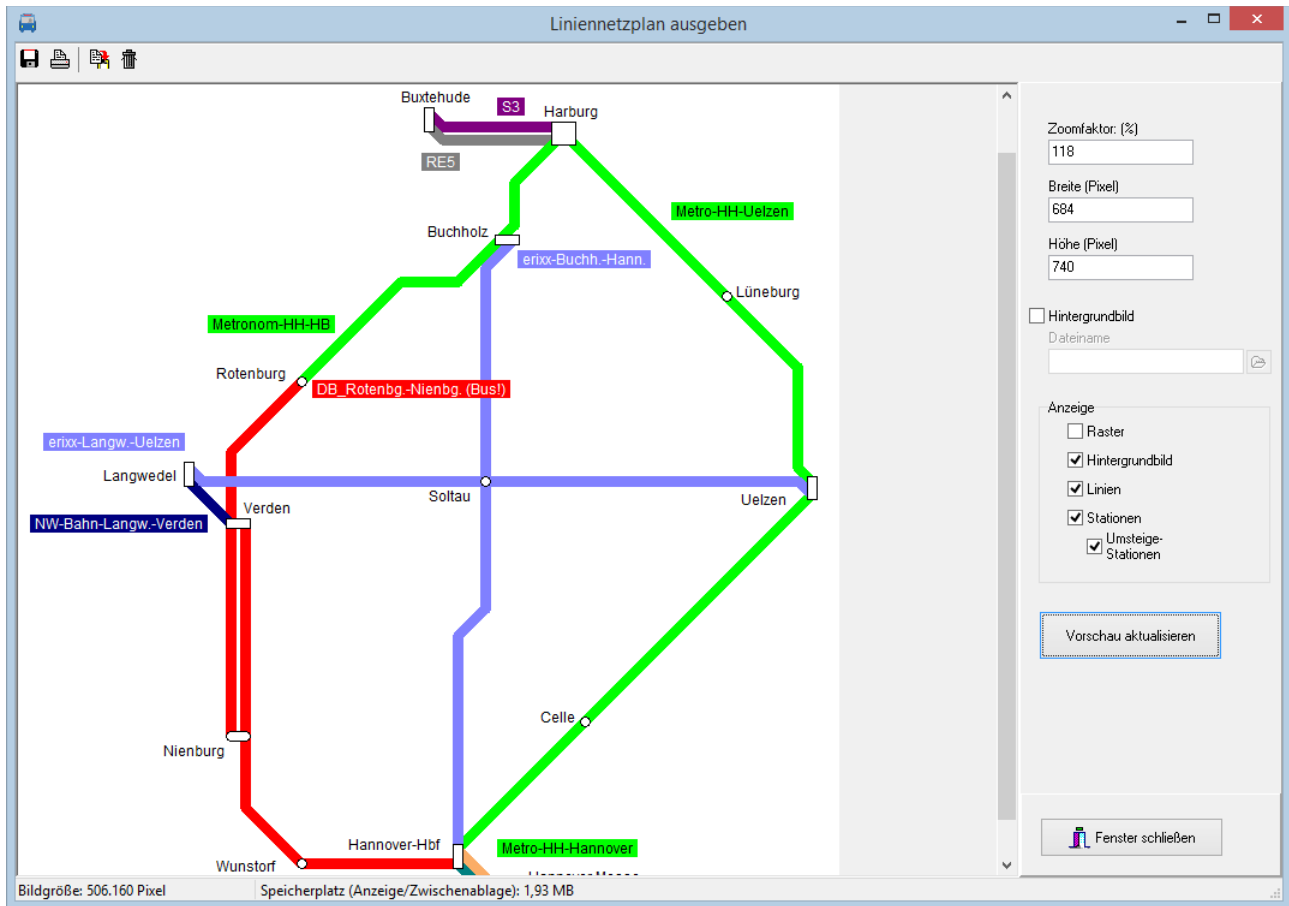 Liniennetzplan ausgeben
Buxtehude
S3
Harburg
RE5
Metro-HH-Uelzen
Buchholz
erixx-Buchh.-Hann.
Lüneburg
Metronom-HH-HB
Rotenburg
DB_Rotenbg.-Nienbg. (Bus!)
erixx-Langw.-Uelzen
Langwedel
Soltau
Uelzen
Verden
NW-Bahn-Langw.-Verden
Celle
Nienburg
Hannover-Hbf
Metro-HH-Hannover
Wunstorf
Zoomfaktor: (%)
118
Breite (Pixel)
684
Höhe (Pixel)
740
Hintergrundbild
Dateiname
Anzeige
Raster
Hintergrundbild
Linien
Stationen
Umsteige-
Stationen
Vorschau aktualisieren
Fenster schließen
Bildgröße: 506.160 Pixel
Speicherplatz (Anzeige/Zwischenablage): 1,93 MB